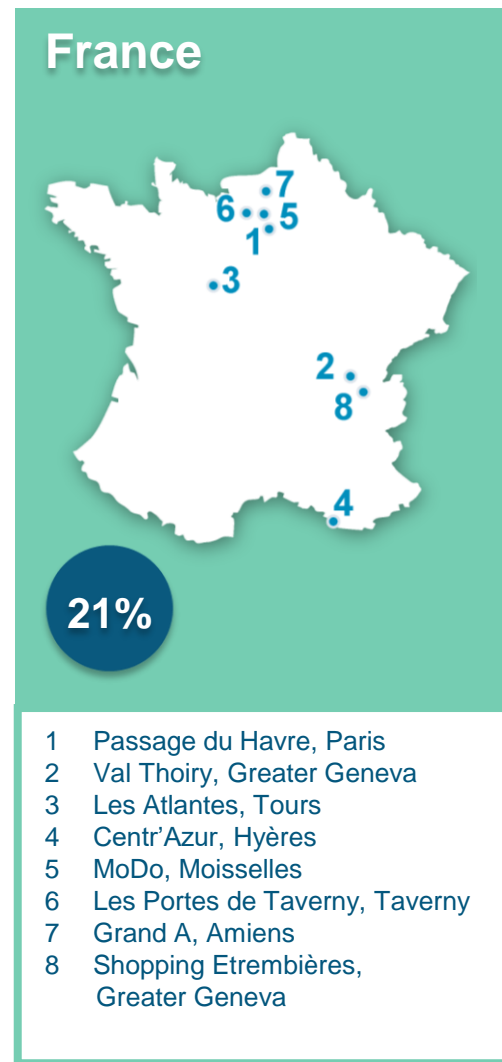 France
7
6
5
1
3
2
8
4
21%
1 Passage du Havre, Paris
2 Val Thoiry, Greater Geneva
3 Les Atlantes, Tours
4 Centr'Azur, Hyères
5 MoDo, Moisselles
6 Les Portes de Taverny, Taverny
7 Grand A, Amiens
8 Shopping Etrembières,
Greater Geneva